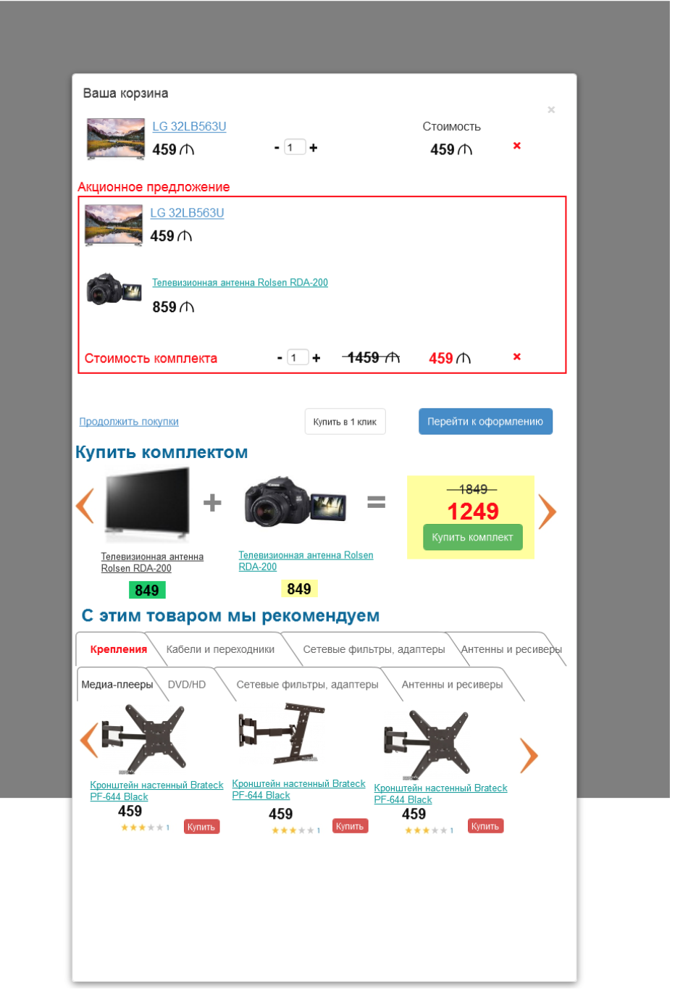 Ваша корзина
×
LG 32LB563U
Стоимость
459 ₼
- 1 +
459 ₼
×
Акционное предложение
LG 32LB563U
459 ₼
Телевизионная антенна Rolsen RDA-200
859 ₼
Стоимость комплекта
- 1 +
1459 ₼
459 ₼
×
Продолжить покупки
Купить в 1 клик
Перейти к оформлению
Купить комплектом
+
=
1849
1249
Купить комплект
Телевизионная антенна
Rolsen RDA-200
849
Телевизионная антенна Rolsen
RDA-200
849
С этим товаром мы рекомендуем
Крепления
Кабели и переходники
Сетевые фильтры, адаптеры
Антенны и ресиверы
Медиа-плееры
DVD/HD
Сетевые фильтры, адаптеры
Антенны и ресиверы
Кронштейн настенный Brateck
PF-644 Black
459
1
Купить
Кронштейн настенный Brateck
PF-644 Black
459
1
Купить
Кронштейн настенный Brateck
PF-644 Black
459
1
Купить